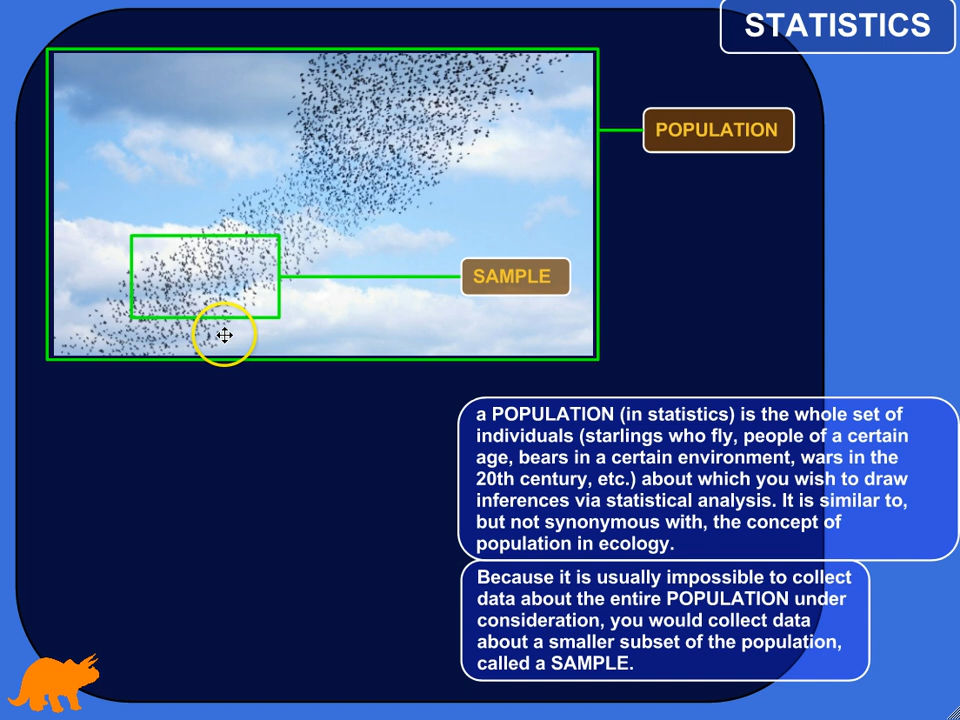 STATISTICS
POPULATION
SAMPLE
a POPULATION (in statistics) is the whole set of
individuals (starlings who fly, people of a certain
age, bears in a certain environment, wars in the
20th century, etc.) about which you wish to draw
inferences via statistical analysis. It is similar to,
but not synonymous with, the concept of
population in ecology.
Because it is usually impossible to collect
data about the entire POPULATION under
consideration, you would collect data
about a smaller subset of the population,
called a SAMPLE.